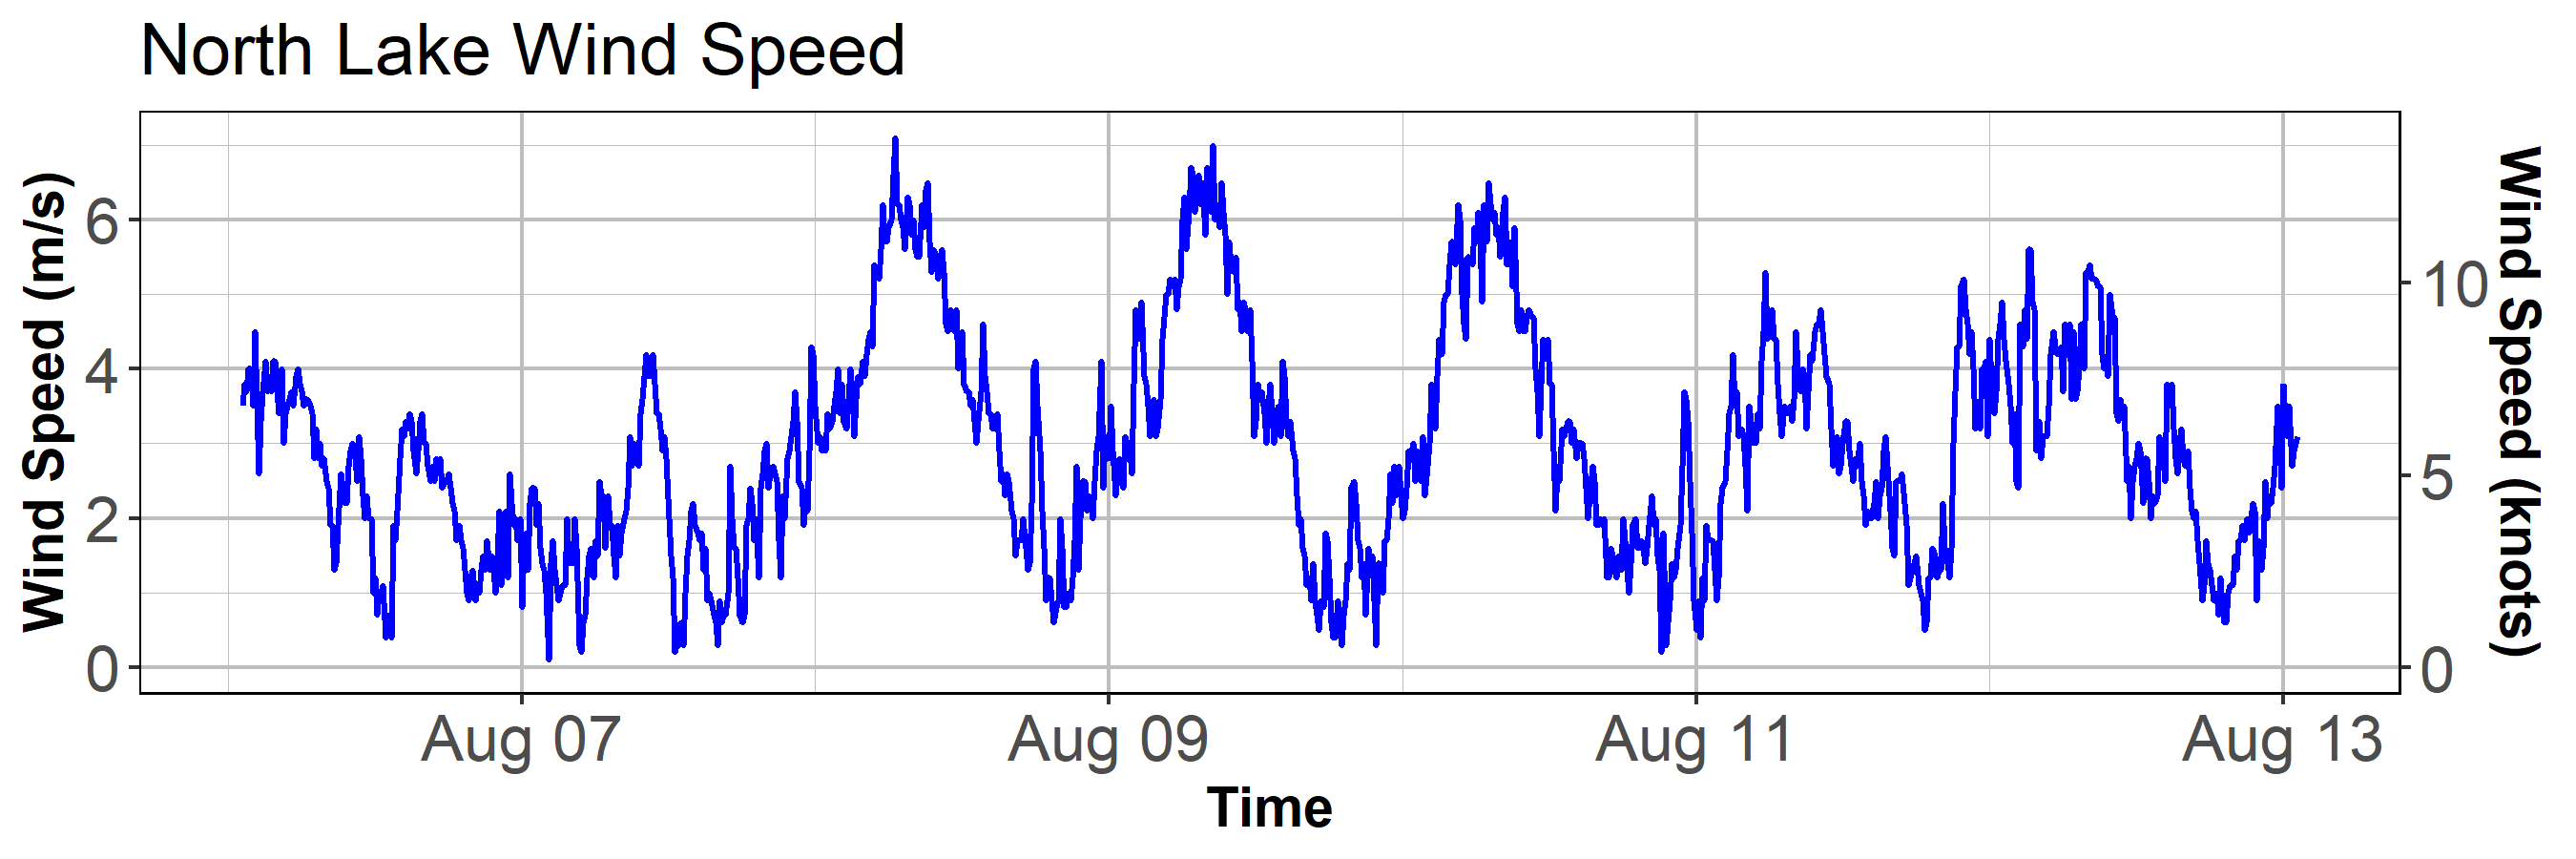 North Lake Wind Speed
Wind Speed (m/s)
6
4
2
0
10
5
0
Wind Speed (knots)
Aug 07 Aug 09 Aug 11 Aug 13
Time